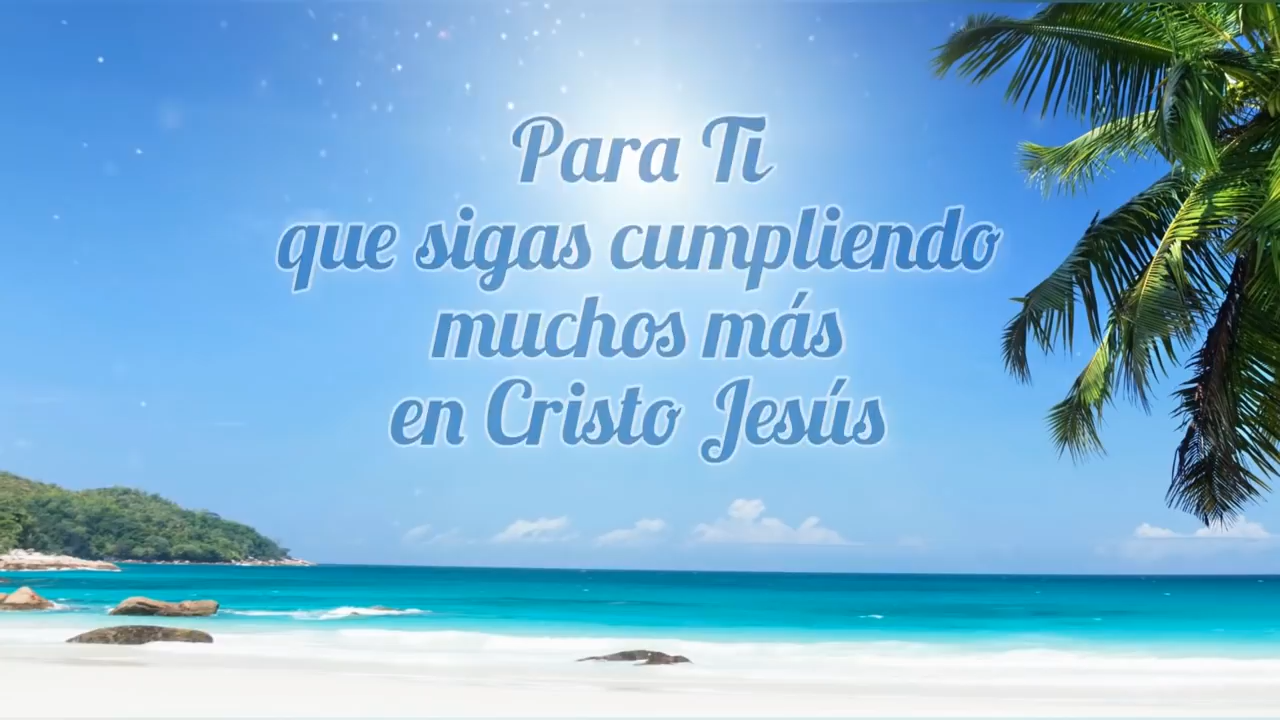 Para Ti
que sigas cumpliendo
muchos más
en Cristo Jesús